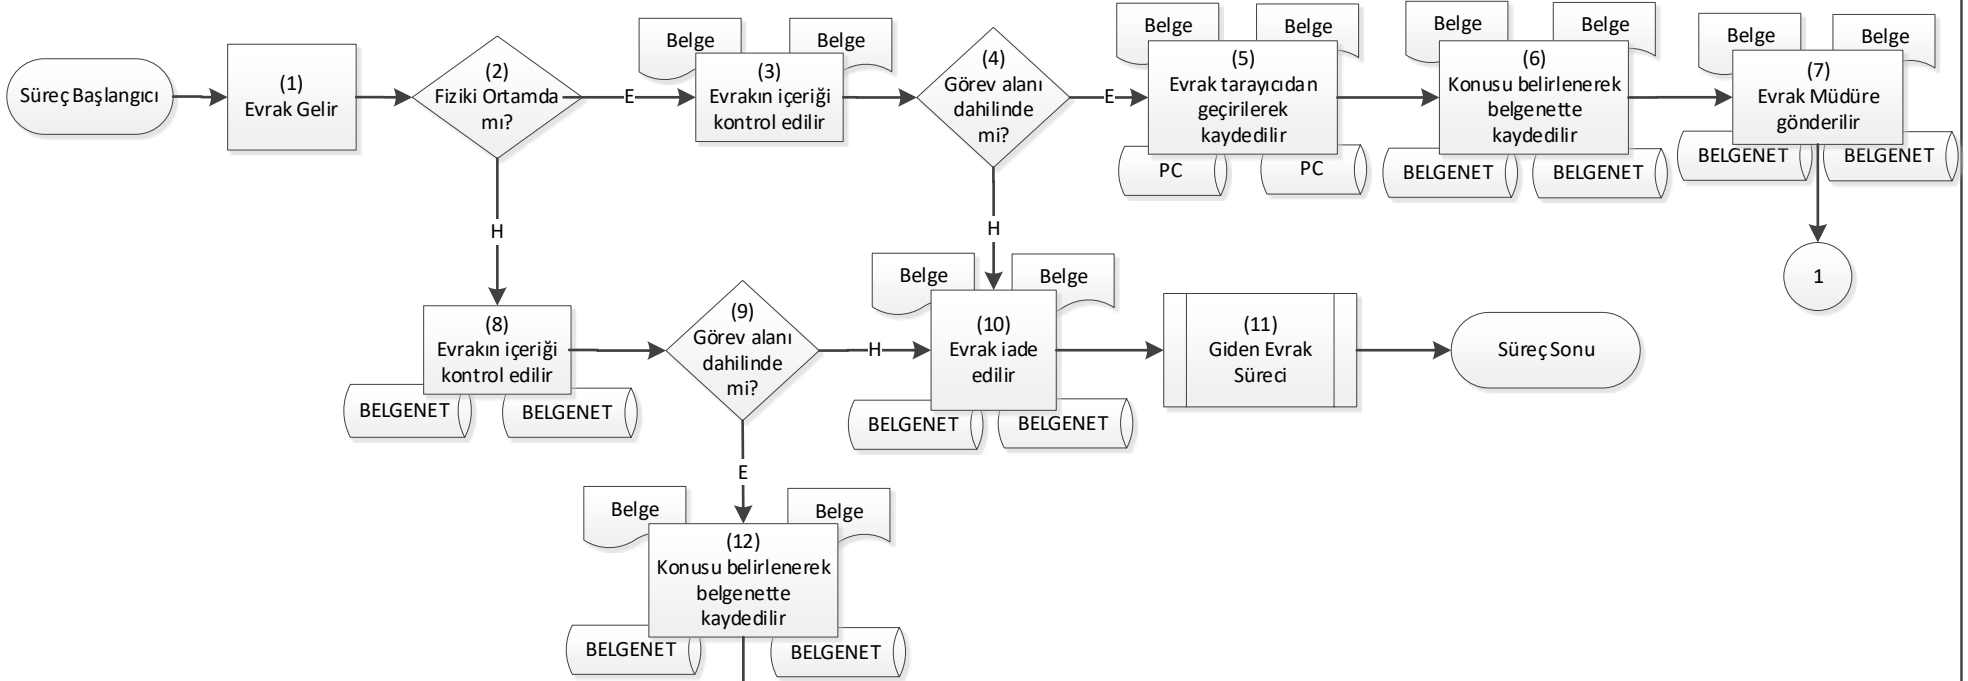 Süreç Başlangıcı
(1)
Evrak Gelir
(2)
Fiziki Ortamda
mı?
E
Belge
Belge
(3)
Evrakın içeriği
kontrol edilir
(4)
Görev alanı
dahilinde
mi?
E
Belge
Belge
(5)
Evrak tarayıcıdan
geçirilerek
kaydedilir
PC
PC
Belge
Belge
(6)
Konusu belirlenerek
belgenette
kaydedilir
BELGENET
BELGENET
Belge
Belge
(7)
Evrak Müdüre
gönderilir
BELGENET
BELGENET
1
H
H
(8)
Evrakın içeriği
kontrol edilir
BELGENET
BELGENET
(9)
Görev alanı
dahilinde
mi?
H
Belge
Belge
(10)
Evrak iade
edilir
BELGENET
BELGENET
(11)
Giden Evrak
Süreci
Süreç Sonu
E
Belge
Belge
(12)
Konusu belirlenerek
belgenette
kaydedilir
BELGENET
BELGENET